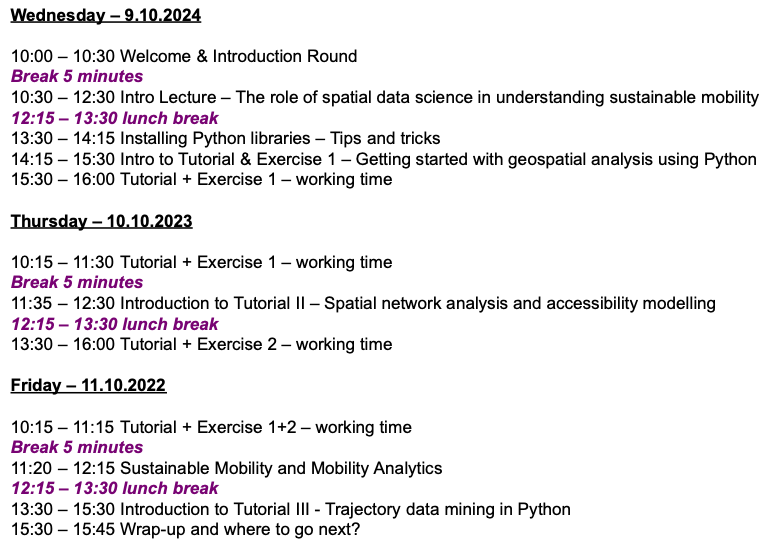 Wednesday – 9.10.2024
10:00 – 10:30 Welcome & Introduction Round
Break 5 minutes
10:30 – 12:30 Intro Lecture – The role of spatial data science in understanding sustainable mobility
12:15 – 13:30 lunch break
13:30 – 14:15 Installing Python libraries – Tips and tricks
14:15 – 15:30 Intro to Tutorial & Exercise 1 – Getting started with geospatial analysis using Python
15:30 – 16:00 Tutorial + Exercise 1 – working time
Thursday – 10.10.2023
10:15 – 11:30 Tutorial + Exercise 1 – working time
Break 5 minutes
11:35 – 12:30 Introduction to Tutorial II – Spatial network analysis and accessibility modelling
12:15 – 13:30 lunch break
13:30 – 16:00 Tutorial + Exercise 2 – working time
Friday – 11.10.2022
10:15 – 11:15 Tutorial + Exercise 1+2 – working time
Break 5 minutes
11:20 – 12:15 Sustainable Mobility and Mobility Analytics
12:15 – 13:30 lunch break
13:30 – 15:30 Introduction to Tutorial III - Trajectory data mining in Python
15:30 – 15:45 Wrap-up and where to go next?